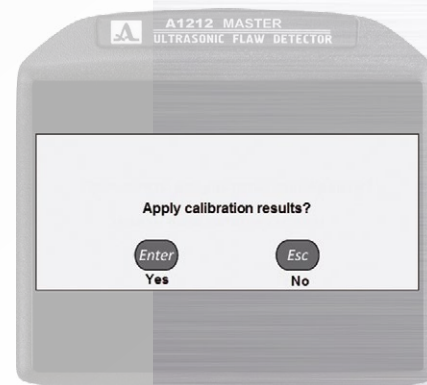 A1212 MASTER
ULTRASONIC FLAW DETECTOR
Apply calibration results?
Enter Esc
Yes No